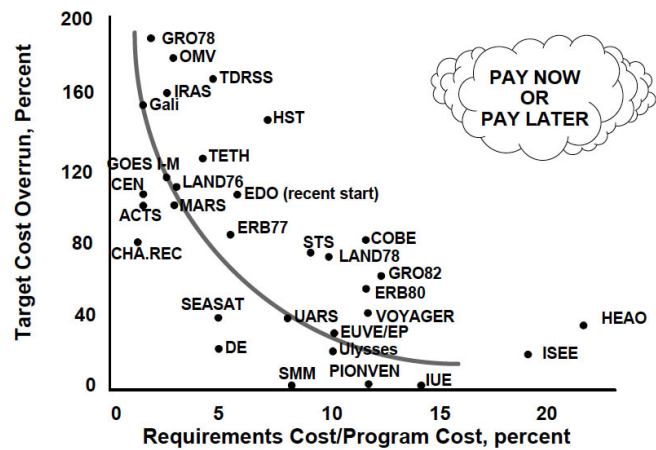 200
GRO78
OMV
TDRSS
160
IRAS
Gali
HST
PAY NOW
OR
PAY LATER
Target Cost Overrun, Percent
120
TETH
GOES I-M
CEN
LAND76
EDO (recent start)
ACTS
MARS
ERB77
80
CHA.REC
STS
COBE
LAND78
GRO82
ERB80
40
SEASAT
UARS
VOYAGER
HEAO
EUVE/EP
DE
Ulysses
ISEE
SMM
PIONVEN
IUE
0
0 5 10 15 20
Requirements Cost/Program Cost, percent